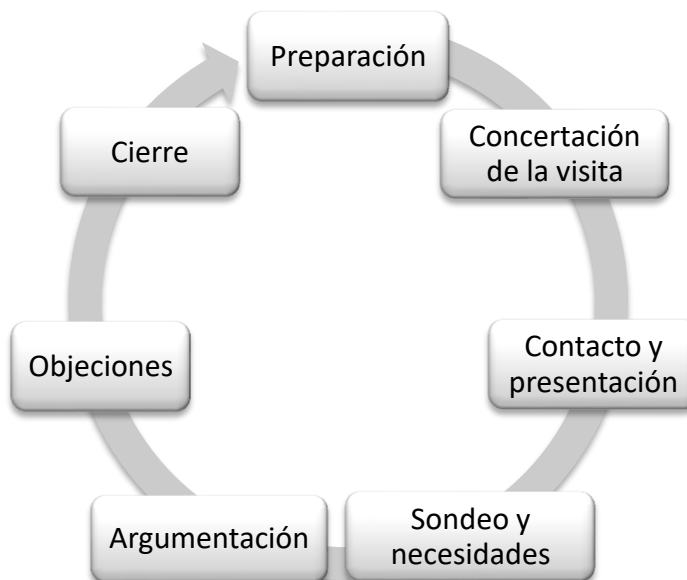 Preparación
Concertación
de la visita
Contacto y
presentación
Sondeo y
necesidades
Argumentación
Objeciones
Cierre